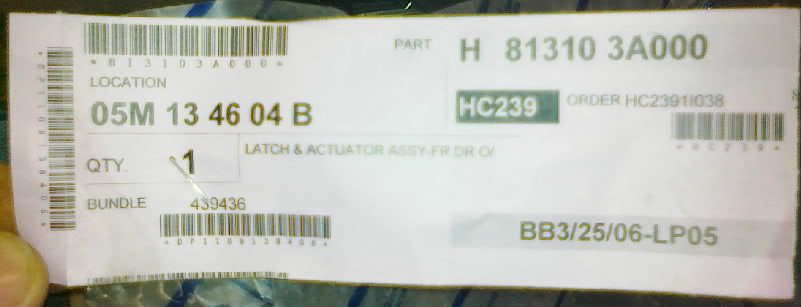 PART H 81310 3A000
*813103A000*
LOCATION
05M 13 46 04 B
HC239 ORDER HC2391I038
*HC239*
QTY. 1
LATCH & ACTUATOR ASSY-FR DR O/
BUNDLE 439436
BB3/25/06-LP05